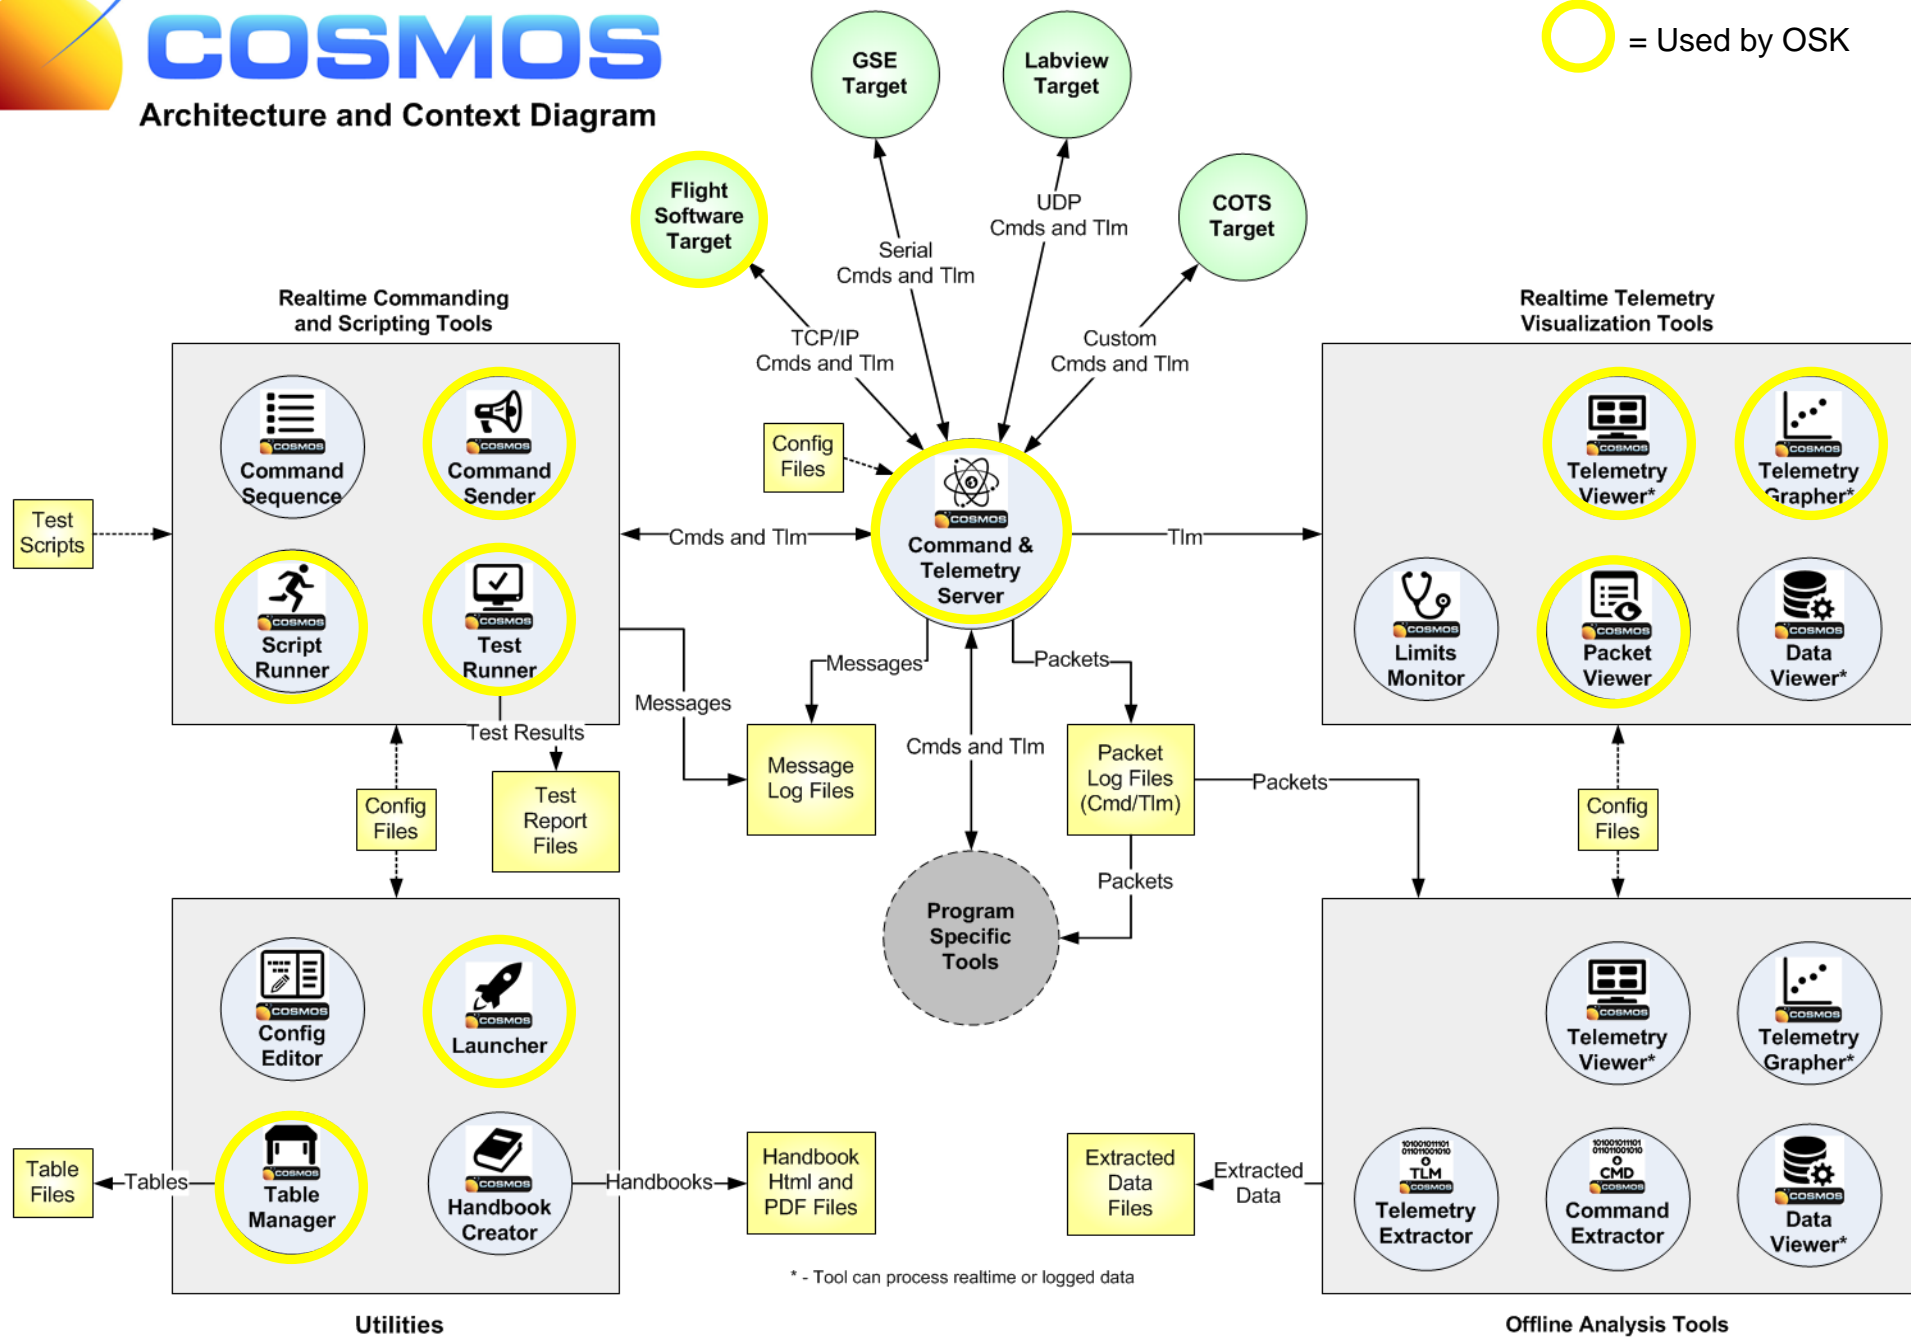 COSMOS
Architecture and Context Diagram
= Used by OSK
GSE
Target
Labview
Target
Flight
Software
Target
COTS
Target
UDP
Cmds and Tlm
Serial
Cmds and Tlm
TCP/IP
Cmds and Tlm
Custom
Cmds and Tlm
Realtime Commanding
and Scripting Tools
COSMOS
Command
Sequence
COSMOS
Command
Sender
COSMOS
Script
Runner
COSMOS
Test
Runner
Test
Scripts
Config
Files
Cmds and Tlm
COSMOS
Command &
Telemetry
Server
Tlm
Realtime Telemetry
Visualization Tools
COSMOS
Telemetry
Viewer*
COSMOS
Telemetry
Grapher*
COSMOS
Limits
Monitor
COSMOS
Packet
Viewer
COSMOS
Data
Viewer*
Messages
Packets
Messages
Test Results
Cmds and Tlm
Message
Log Files
Packet
Log Files
(Cmd/Tlm)
Packets
Config
Files
Test
Report
Files
Config
Files
Packets
Program
Specific
Tools
COSMOS
Config
Editor
COSMOS
Launcher
COSMOS
Table
Manager
COSMOS
Handbook
Creator
Table
Files
Tables
Handbooks
Handbook
Html and
PDF Files
Extracted
Data
Files
Extracted
Data
COSMOS
Telemetry
Viewer*
COSMOS
Telemetry
Grapher*
101001011101
011011001010
TLM
COSMOS
Telemetry
Extractor
101001011101
011011001010
CMD
COSMOS
Command
Extractor
COSMOS
Data
Viewer*
* - Tool can process realtime or logged data
Utilities
Offline Analysis Tools